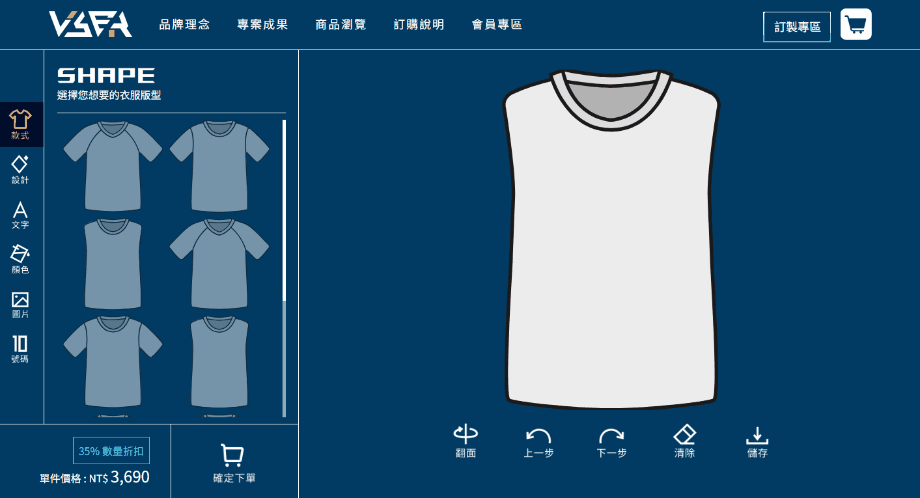 VSFA
品牌理念
專案成果
商品瀏覽
訂購說明
會員專區
訂製專區
SHAPE
選擇您想要的衣服版型
款式
設計
文字
顏色
圖片
10
號碼
翻面
上一步
下一步
清除
儲存
35% 數量折扣
單件價格 : NT$ 3,690
確定下單